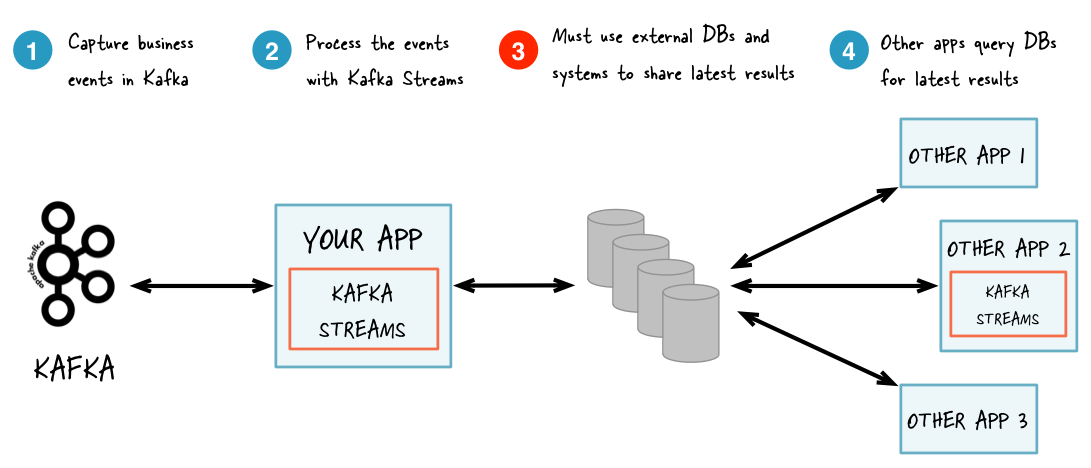 1
Capture business
events in Kafka
2
Process the events
with Kafka Streams
3
Must use external DBs and
systems to share latest results
4
Other apps query DBs
for latest results
apache kafka
KAFKA
YOUR APP
KAFKA
STREAMS
OTHER APP 1
OTHER APP 2
KAFKA
STREAMS
OTHER APP 3